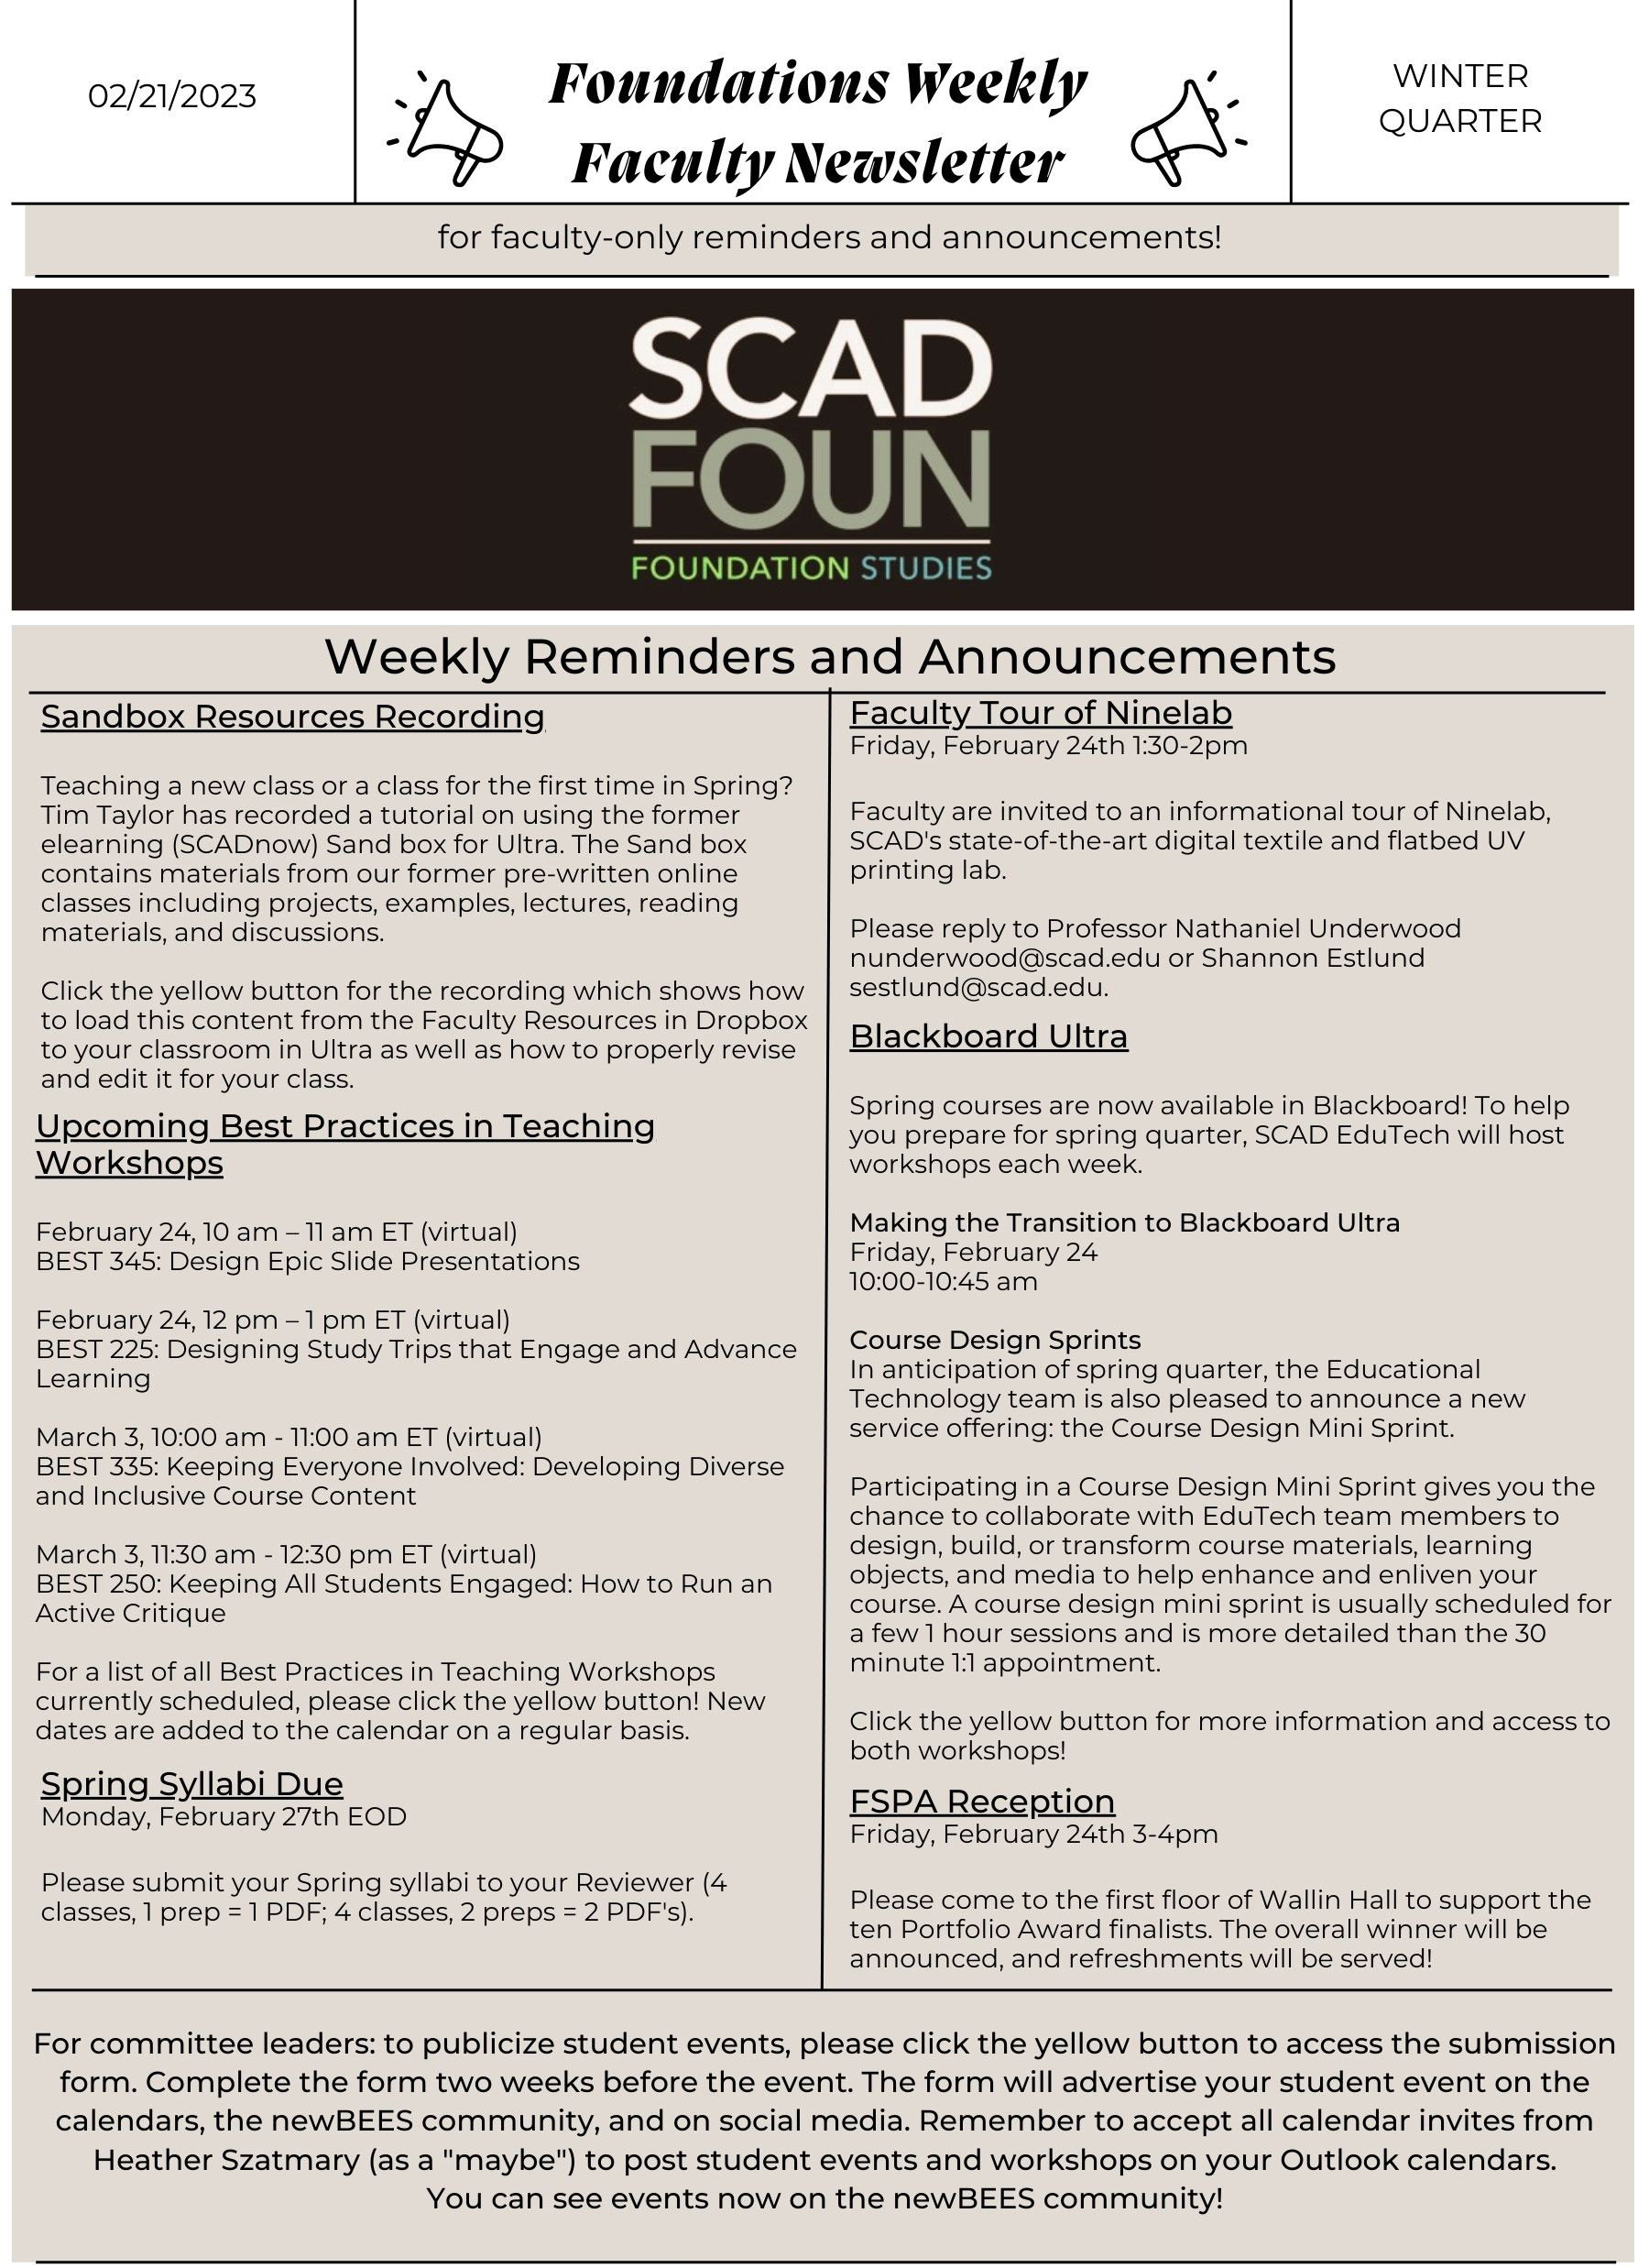 02/21/2023
Foundations Weekly
Faculty Newsletter
WINTER
QUARTER
for faculty-only reminders and announcements!
SCAD
FOUN
FOUNDATION STUDIES
Weekly Reminders and Announcements
Sandbox Resources Recording
Teaching a new class or a class for the first time in Spring?
Tim Taylor has recorded a tutorial on using the former
elearning (SCADnow) Sand box for Ultra. The Sand box
contains materials from our former pre-written online
classes including projects, examples, lectures, reading
materials, and discussions.
Click the yellow button for the recording which shows how
to load this content from the Faculty Resources in Dropbox
to your classroom in Ultra as well as how to properly revise
and edit it for your class.
Upcoming Best Practices in Teaching
Workshops
February 24, 10 am – 11 am ET (virtual)
BEST 345: Design Epic Slide Presentations
February 24, 12 pm – 1 pm ET (virtual)
BEST 225: Designing Study Trips that Engage and Advance
Learning
March 3, 10:00 am - 11:00 am ET (virtual)
BEST 335: Keeping Everyone Involved: Developing Diverse
and Inclusive Course Content
March 3, 11:30 am - 12:30 pm ET (virtual)
BEST 250: Keeping All Students Engaged: How to Run an
Active Critique
For a list of all Best Practices in Teaching Workshops
currently scheduled, please click the yellow button! New
dates are added to the calendar on a regular basis.
Spring Syllabi Due
Monday, February 27th EOD
Please submit your Spring syllabi to your Reviewer (4
classes, 1 prep = 1 PDF; 4 classes, 2 preps = 2 PDF's).
Faculty Tour of Ninelab
Friday, February 24th 1:30-2pm
Faculty are invited to an informational tour of Ninelab,
SCAD's state-of-the-art digital textile and flatbed UV
printing lab.
Please reply to Professor Nathaniel Underwood
nunderwood@scad.edu or Shannon Estlund
sestlund@scad.edu.
Blackboard Ultra
Spring courses are now available in Blackboard! To help
you prepare for spring quarter, SCAD EduTech will host
workshops each week.
Making the Transition to Blackboard Ultra
Friday, February 24
10:00-10:45 am
Course Design Sprints
In anticipation of spring quarter, the Educational
Technology team is also pleased to announce a new
service offering: the Course Design Mini Sprint.
Participating in a Course Design Mini Sprint gives you the
chance to collaborate with EduTech team members to
design, build, or transform course materials, learning
objects, and media to help enhance and enliven your
course. A course design mini sprint is usually scheduled for
a few 1 hour sessions and is more detailed than the 30
minute 1:1 appointment.
Click the yellow button for more information and access to
both workshops!
FSPA Reception
Friday, February 24th 3-4pm
Please come to the first floor of Wallin Hall to support the
ten Portfolio Award finalists. The overall winner will be
announced, and refreshments will be served!
For committee leaders: to publicize student events, please click the yellow button to access the submission
form. Complete the form two weeks before the event. The form will advertise your student event on the
calendars, the newBEES community, and on social media. Remember to accept all calendar invites from
Heather Szatmary (as a "maybe") to post student events and workshops on your Outlook calendars.
You can see events now on the newBEES community!